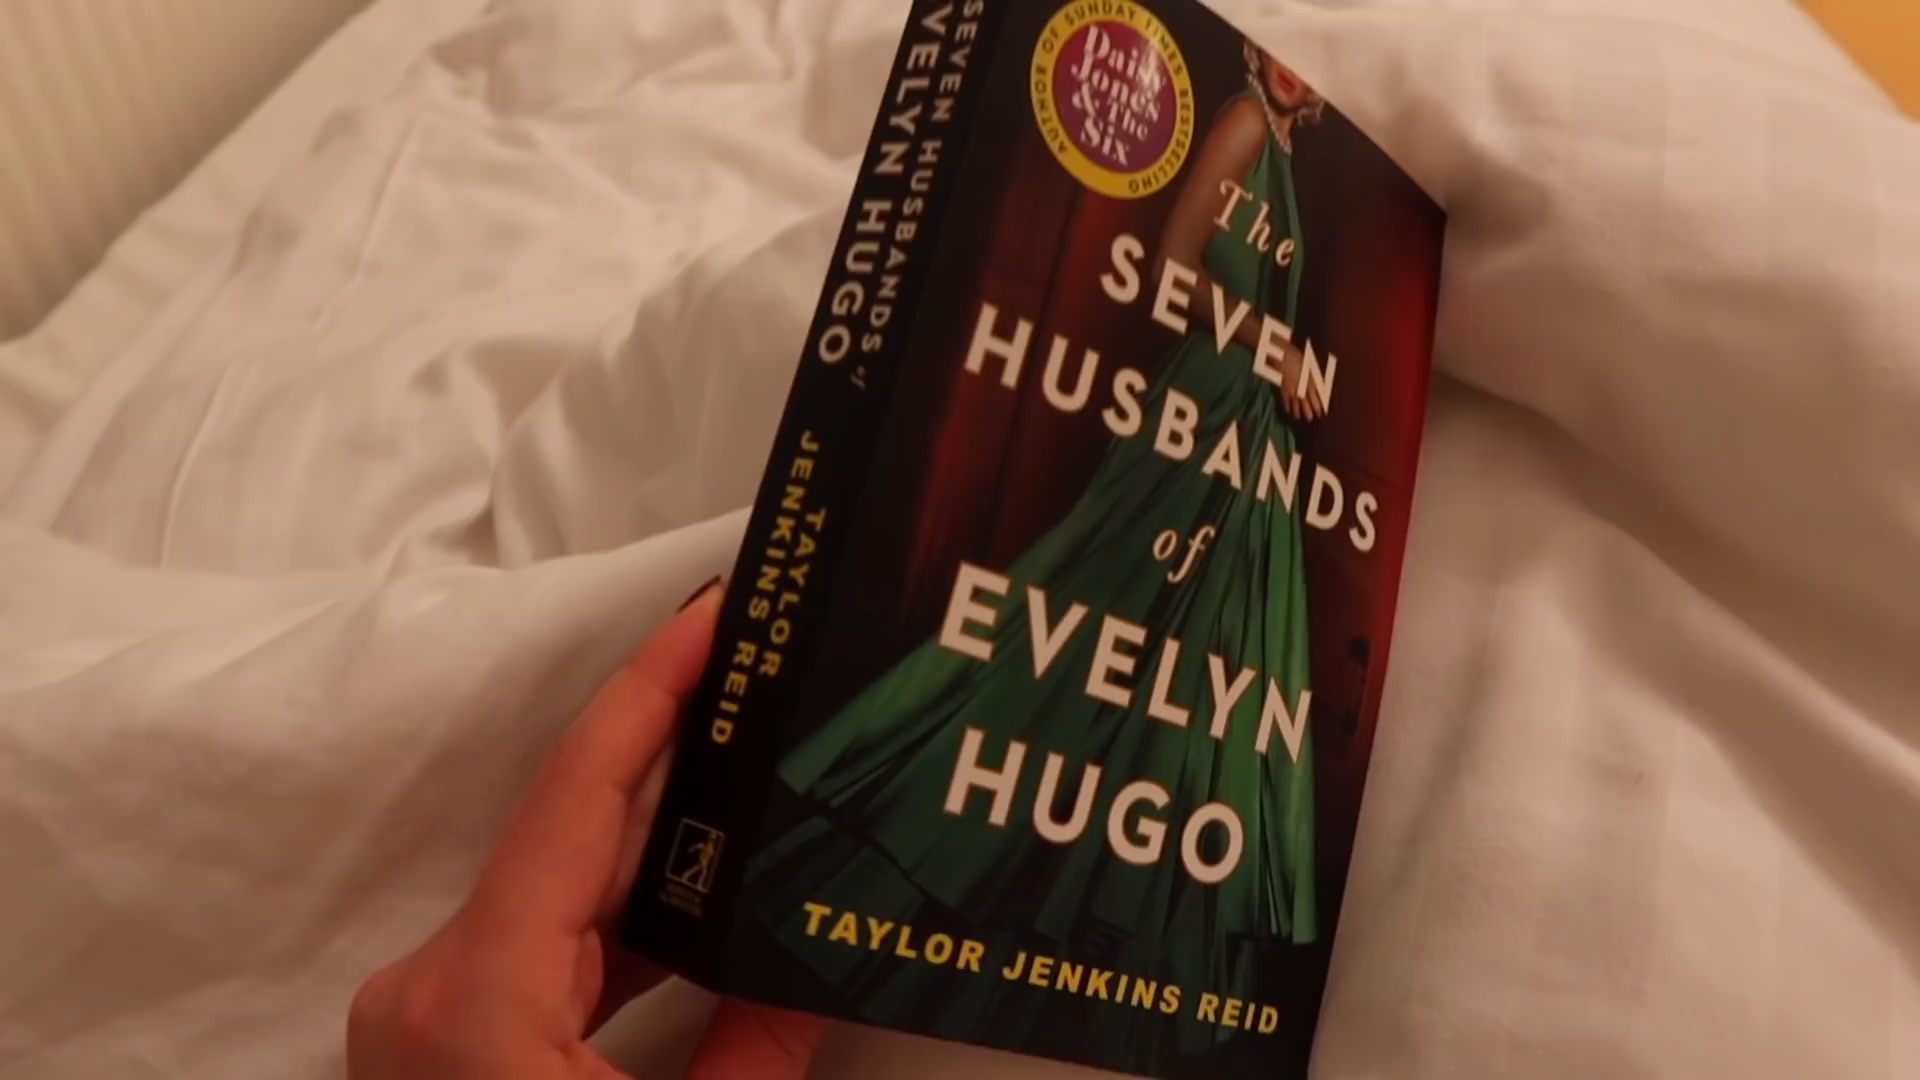 SEVEN HUSBANDS of
EVELYN HUGO
TAYLOR
JENKINS REID
AUTHOR OF SUNDAY TIMES BESTSELLING
Daisy
Jones
& The
Six
The
SEVEN
HUSBANDS
of
EVELYN
HUGO
TAYLOR JENKINS REID